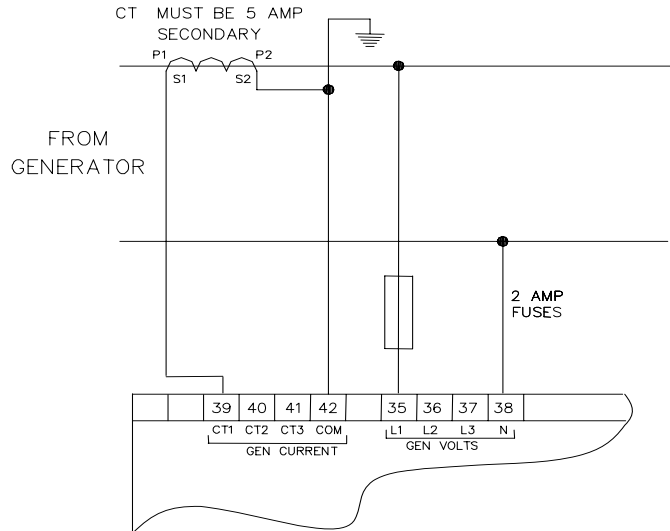 CT MUST BE 5 AMP
SECONDARY
P1 P2
S1 S2
FROM
GENERATOR
2 AMP
FUSES
39 40 41 42 35 36 37 38
CT1 CT2 CT3 COM L1 L2 L3 N
GEN CURRENT GEN VOLTS